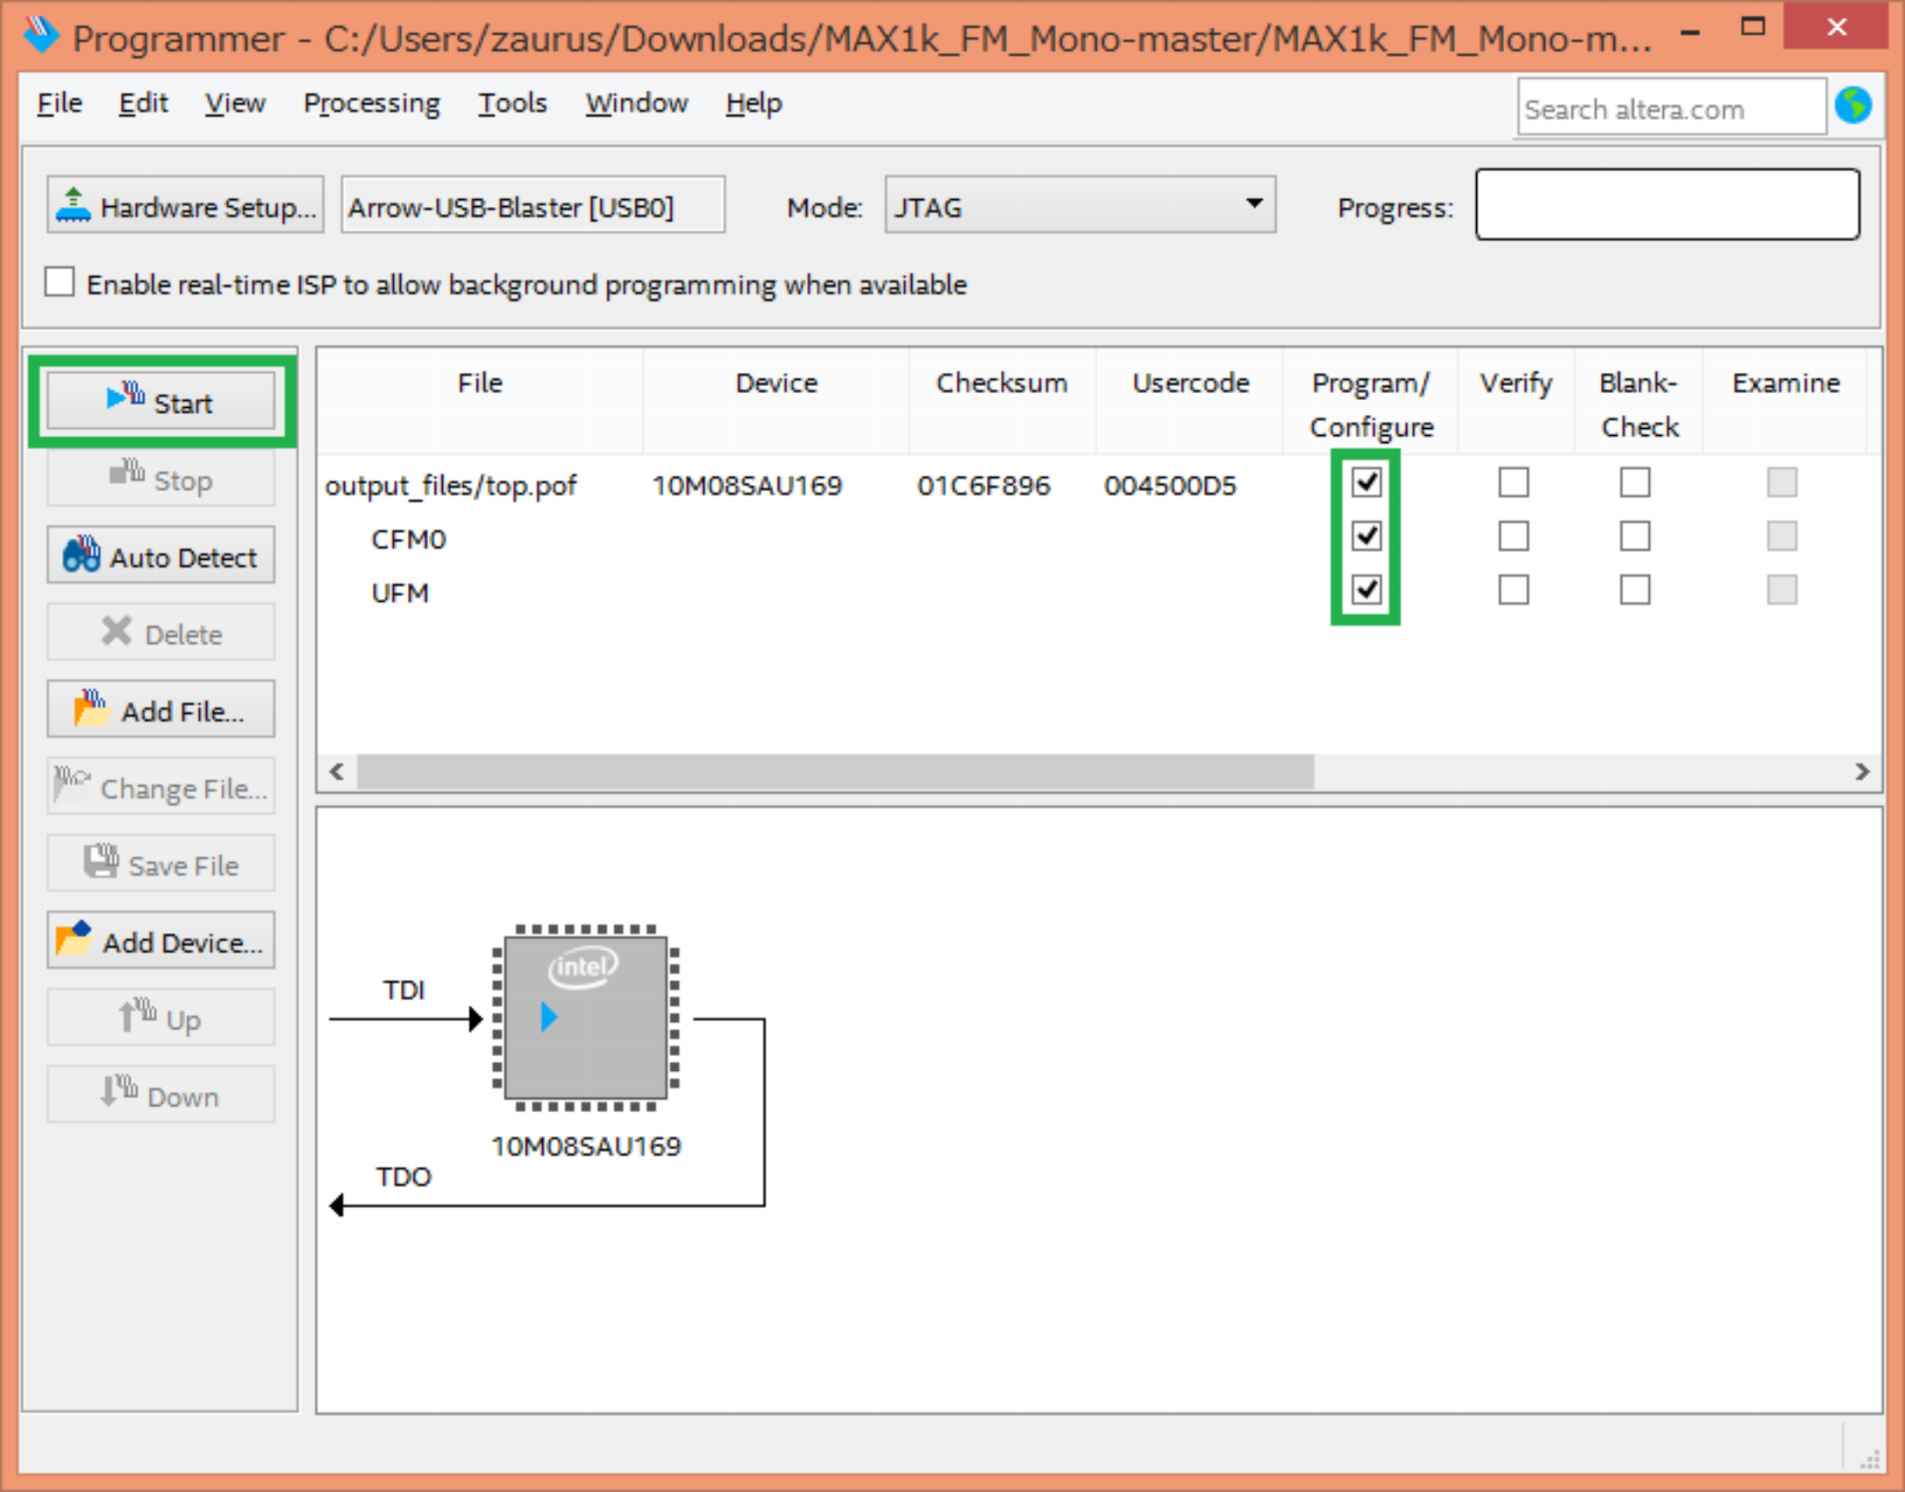 Programmer - C:/Users/zaurus/Downloads/MAX1k_FM_Mono-master/MAX1k_FM_Mono-m...
File Edit View Processing Tools Window Help
Search altera.com
Hardware Setup... Arrow-USB-Blaster [USB0] Mode: JTAG Progress:
Enable real-time ISP to allow background programming when available
Start
Stop
Auto Detect
Delete
Add File...
Change File...
Save File
Add Device...
Up
Down
File Device Checksum Usercode Program/ Verify Blank- Examine
Configure Check
output_files/top.pof 10M08SAU169 01C6F896 004500D5
CFM0
UFM
intel
TDI
10M08SAU169
TDO